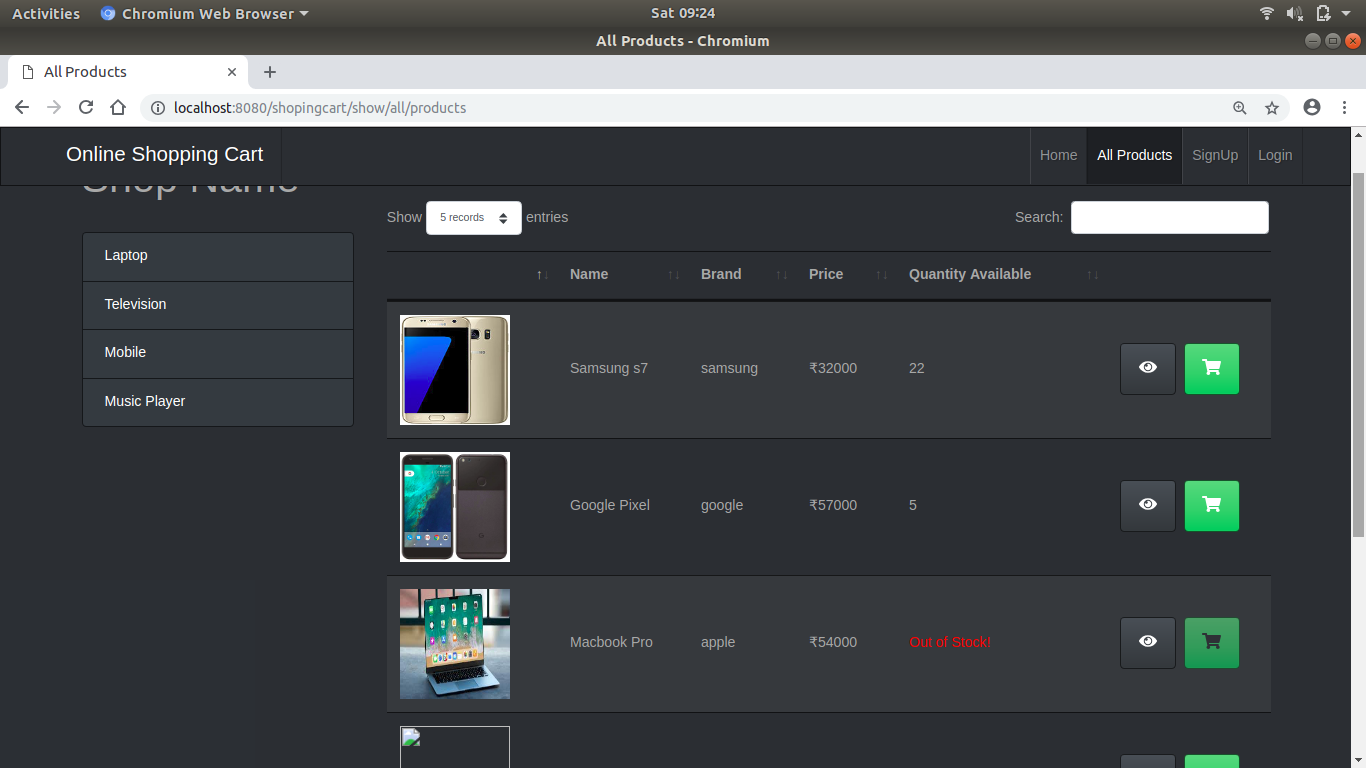 Activities Chromium Web Browser Sat 09:24
All Products - Chromium
All Products
localhost:8080/shopingcart/show/all/products
Online Shopping Cart Home All Products SignUp Login
Shop Name
Show 5 records entries Search:
Laptop
Television
Mobile
Music Player
Name Brand Price Quantity Available
Samsung s7 samsung ₹32000 22
Google Pixel google ₹57000 5
Macbook Pro apple ₹54000 Out of Stock!